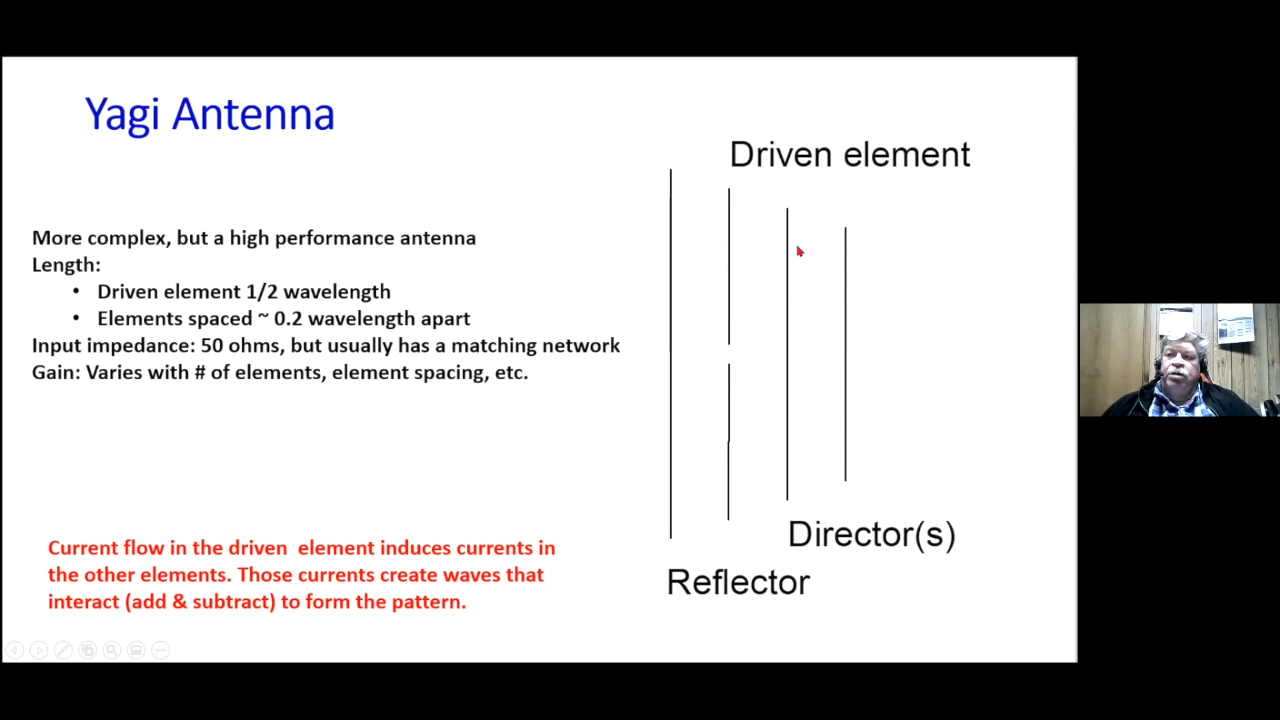 Yagi Antenna
Driven element
More complex, but a high performance antenna
Length:
• Driven element 1/2 wavelength
• Elements spaced ~ 0.2 wavelength apart
Input impedance: 50 ohms, but usually has a matching network
Gain: Varies with # of elements, element spacing, etc.
Director(s)
Reflector
Current flow in the driven element induces currents in
the other elements. Those currents create waves that
interact (add & subtract) to form the pattern.